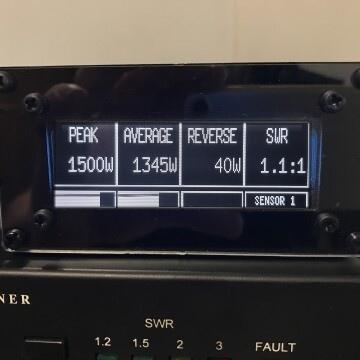 PEAK AVERAGE REVERSE SWR
1500W 1345W 40W 1.1:1
SENSOR 1
NER
SWR
1.2 1.5 2 3 FAULT